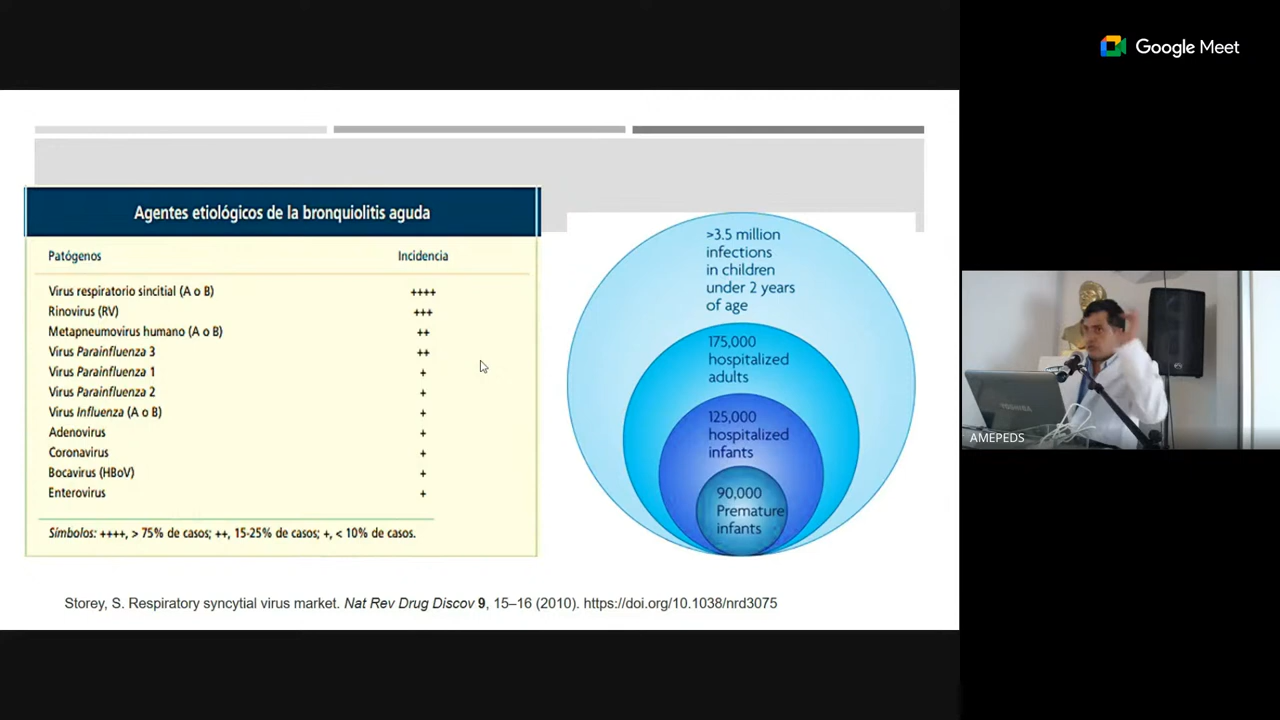 Google Meet
Agentes etiológicos de la bronquiolitis aguda
Patógenos Incidencia
Virus respiratorio sincitial (A o B) ++++
Rinovirus (RV) +++
Metapneumovirus humano (A o B) ++
Virus Parainfluenza 3 ++
Virus Parainfluenza 1 +
Virus Parainfluenza 2 +
Virus Influenza (A o B) +
Adenovirus +
Coronavirus +
Bocavirus (HBoV) +
Enterovirus +
Símbolos: ++++, > 75% de casos; ++, 15-25% de casos; +, < 10% de casos.
>3.5 million
infections
in children
under 2 years
of age
175,000
hospitalized
adults
125,000
hospitalized
infants
90,000
Premature
infants
Storey, S. Respiratory syncytial virus market. Nat Rev Drug Discov 9, 15–16 (2010). https://doi.org/10.1038/nrd3075
TOSHIBA
AMEPEDS